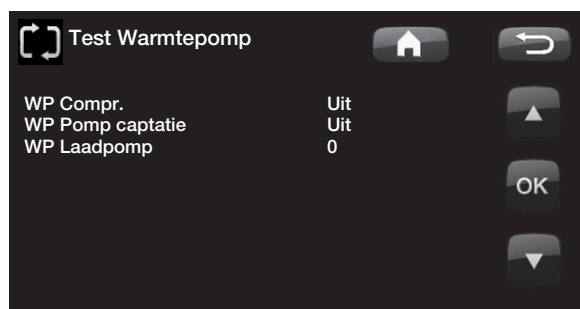 Test Warmtepomp
WP Compr. Uit
WP Pomp captatie Uit
WP Laadpomp 0
OK